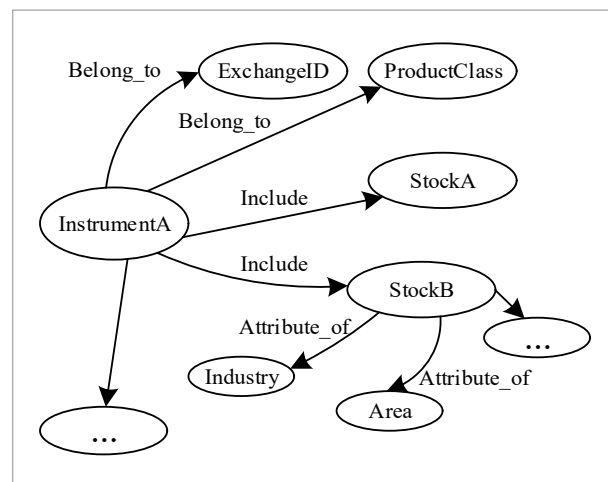 Belong_to
ExchangeID
ProductClass
Belong_to
StockA
Include
InstrumentA
Include
StockB
Attribute_of
...
Industry
Attribute_of
Area
...